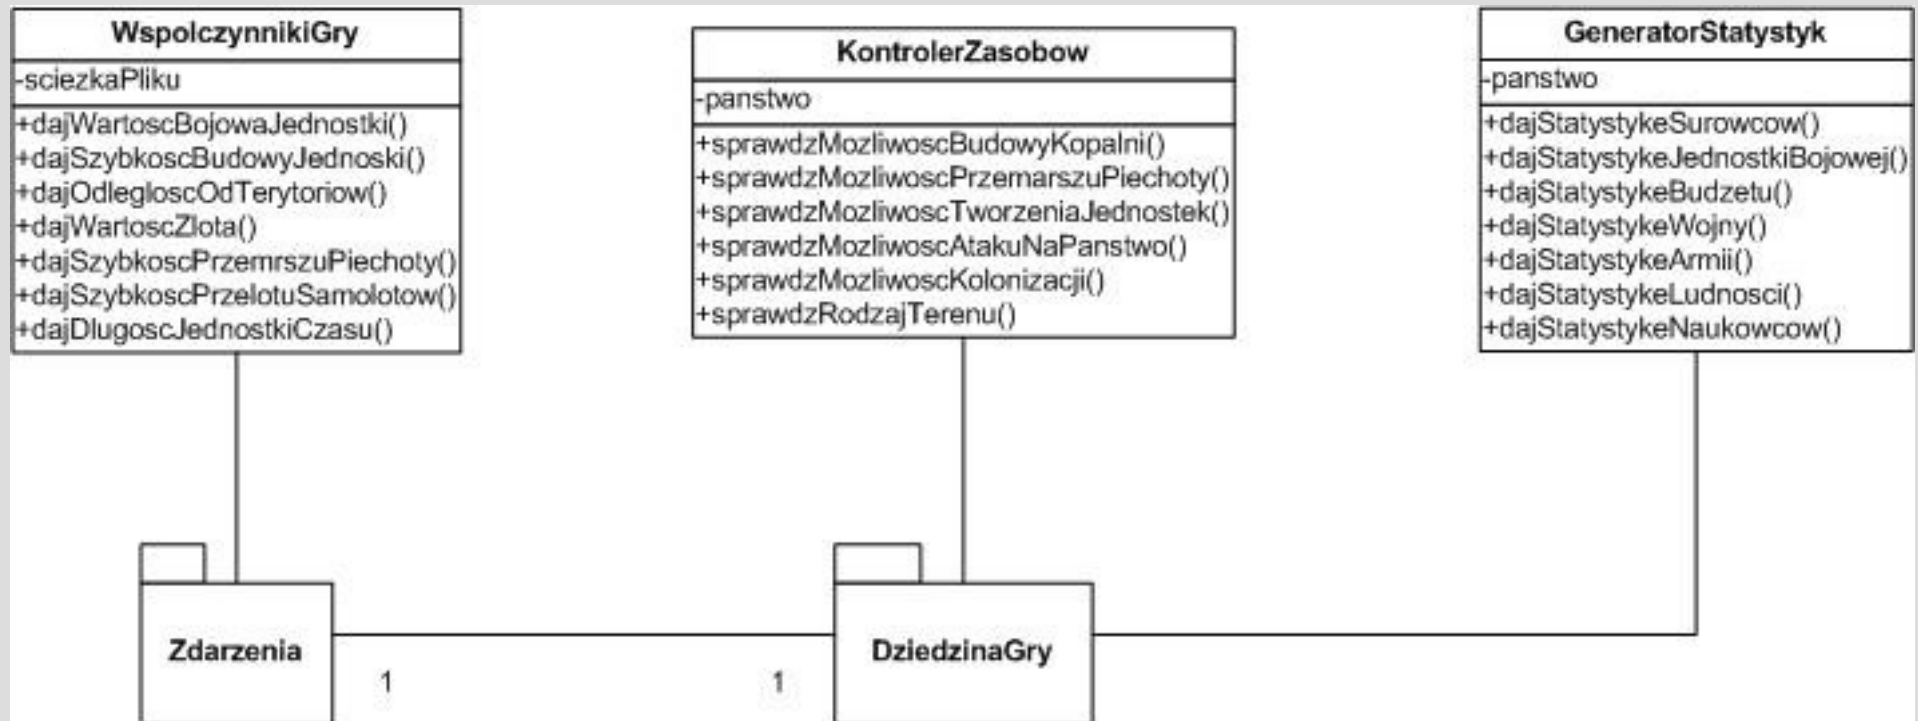 WspolczynnikiGry
-sciezkaPliku
+dajWartoscBojowaJednostki()
+dajSzybkoscBudowyJednoski()
+dajOdlegloscOdTerytoriow()
+dajWartoscZlota()
+dajSzybkoscPrzemrszuPiechoty()
+dajSzybkoscPrzelotuSamolotow()
+dajDlugoscJednostkiCzasu()
KontrolerZasobow
-panstwo
+sprawdzMozliwoscBudowyKopalni()
+sprawdzMozliwoscPrzemarszuPiechoty()
+sprawdzMozliwoscTworzeniaJednostek()
+sprawdzMozliwoscAtakuNaPanstwo()
+sprawdzMozliwoscKolonizacji()
+sprawdzRodzajTerenu()
GeneratorStatystyk
-panstwo
+dajStatystykeSurowcow()
+dajStatystykeJednostkiBojowej()
+dajStatystykeBudzetu()
+dajStatystykeWojny()
+dajStatystykeArmii()
+dajStatystykeLudnosci()
+dajStatystykeNaukowcow()
Zdarzenia
1
1
DziedzinaGry